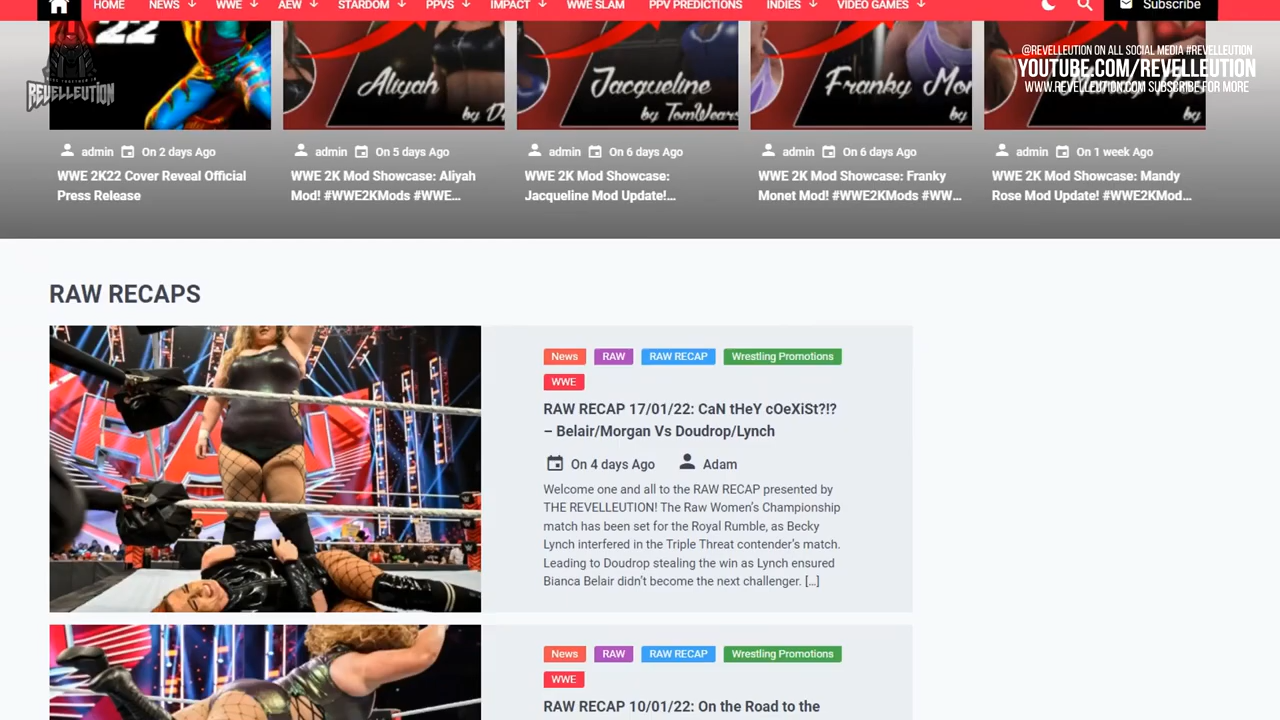 HOME NEWS WWE AEW STARDOM PPVS IMPACT WWE SLAM PPV PREDICTIONS INDIES VIDEO GAMES Subscribe
@REVELLEUTION ON ALL SOCIAL MEDIA #REVELLEUTION
YOUTUBE.COM/REVELLEUTION
WWW.REVELLEUTION.COM SUBSCRIBE FOR MORE
REVELLEUTION
22
Aliyah
Jacqueline
by TomWears
Franky Mon
by
by
admin On 2 days Ago
WWE 2K22 Cover Reveal Official
Press Release
admin On 5 days Ago
WWE 2K Mod Showcase: Aliyah
Mod! #WWE2KMods #WWE...
admin On 6 days Ago
WWE 2K Mod Showcase:
Jacqueline Mod Update!...
admin On 6 days Ago
WWE 2K Mod Showcase: Franky
Monet Mod! #WWE2KMods #WW...
admin On 1 week Ago
WWE 2K Mod Showcase: Mandy
Rose Mod Update! #WWE2KMod...
RAW RECAPS
News RAW RAW RECAP Wrestling Promotions
WWE
RAW RECAP 17/01/22: CaN tHeY cOeXiSt?!?
– Belair/Morgan Vs Doudrop/Lynch
On 4 days Ago Adam
Welcome one and all to the RAW RECAP presented by
THE REVELLEUTION! The Raw Women's Championship
match has been set for the Royal Rumble, as Becky
Lynch interfered in the Triple Threat contender's match.
Leading to Doudrop stealing the win as Lynch ensured
Bianca Belair didn't become the next challenger. [...]
News RAW RAW RECAP Wrestling Promotions
WWE
RAW RECAP 10/01/22: On the Road to the